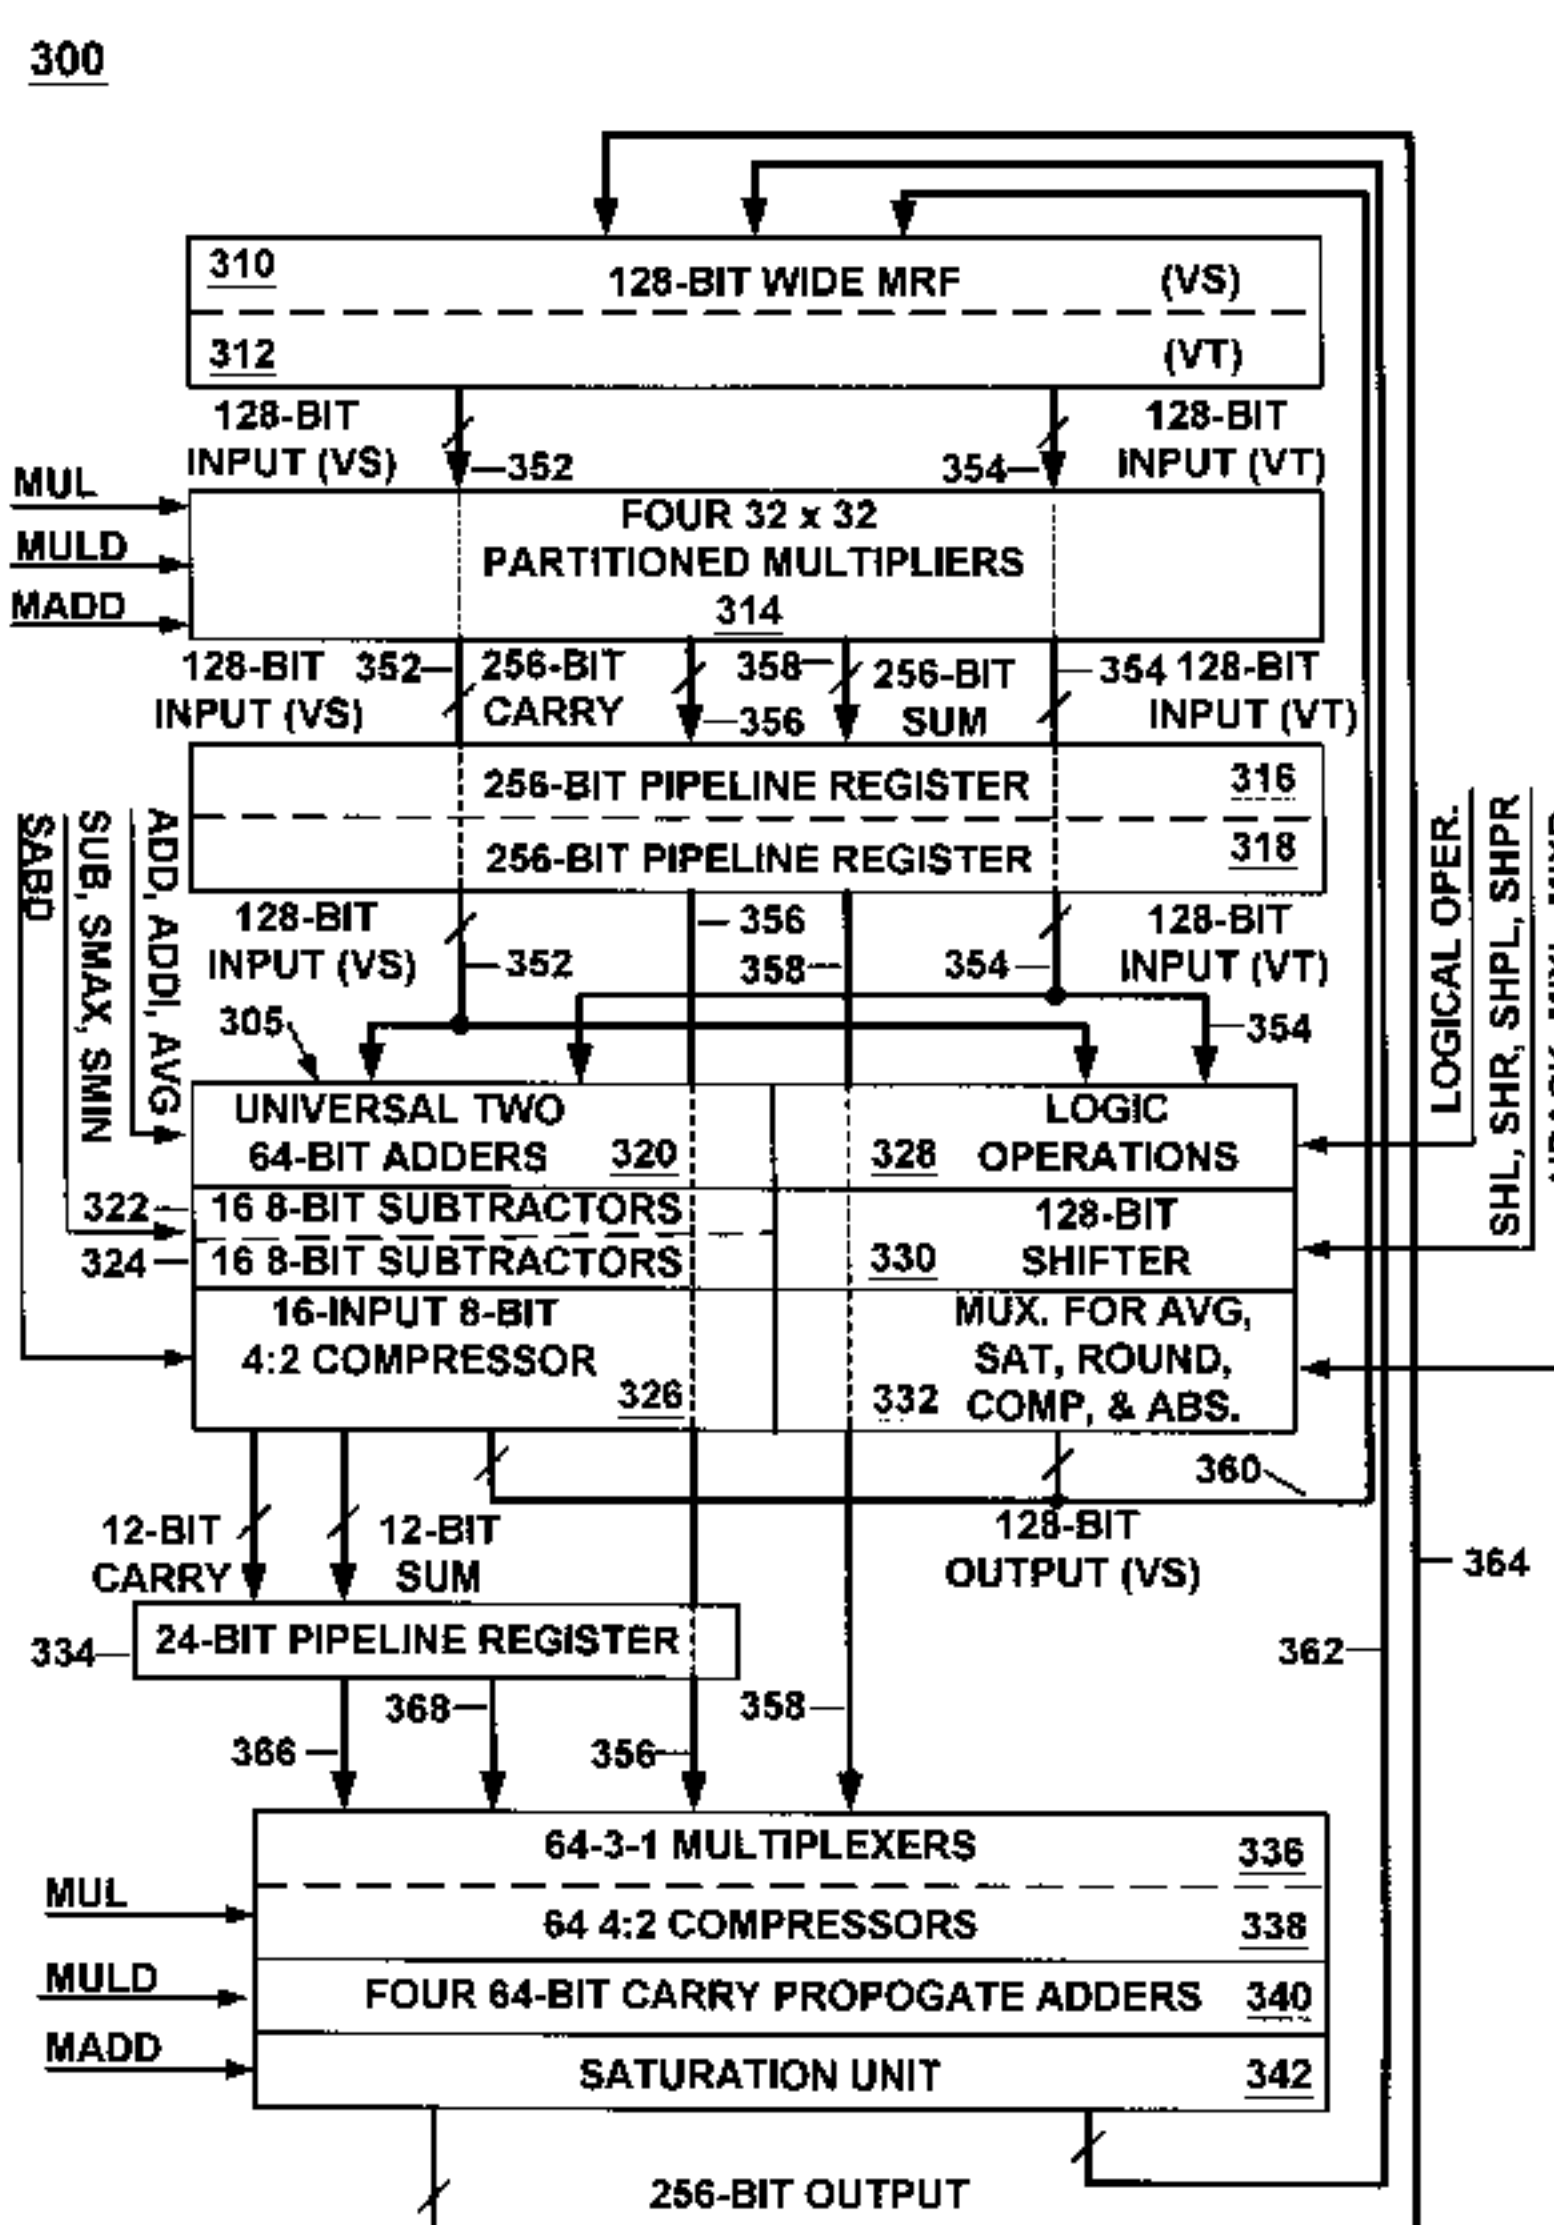 300
310 128-BIT WIDE MRF (VS)
312 (VT)
128-BIT INPUT (VS)
352
354
128-BIT INPUT (VT)
MUL
MULD
MADD
FOUR 32 x 32
PARTITIONED MULTIPLIERS
314
128-BIT INPUT (VS)
352
256-BIT CARRY
356
358
256-BIT SUM
354
128-BIT INPUT (VT)
256-BIT PIPELINE REGISTER 316
256-BIT PIPELINE REGISTER 318
SABD
SUB, SMAX, SMIN
ADD, ADDI, AVG
128-BIT INPUT (VS)
352
356
358
354
128-BIT INPUT (VT)
305
354
LOGICAL OPER.
SHL, SHR, SHPL, SHPR
UNIVERSAL TWO
64-BIT ADDERS 320
328 LOGIC OPERATIONS
322
16 8-BIT SUBTRACTORS
324
16 8-BIT SUBTRACTORS
330 128-BIT SHIFTER
16-INPUT 8-BIT
4:2 COMPRESSOR
326
MUX. FOR AVG,
SAT, ROUND,
332 COMP, & ABS.
360
12-BIT CARRY
12-BIT SUM
128-BIT
OUTPUT (VS)
364
334
24-BIT PIPELINE REGISTER
362
368
358
366
356
64-3-1 MULTIPLEXERS 336
MUL
64 4:2 COMPRESSORS 338
MULD
FOUR 64-BIT CARRY PROPOGATE ADDERS 340
MADD
SATURATION UNIT 342
256-BIT OUTPUT